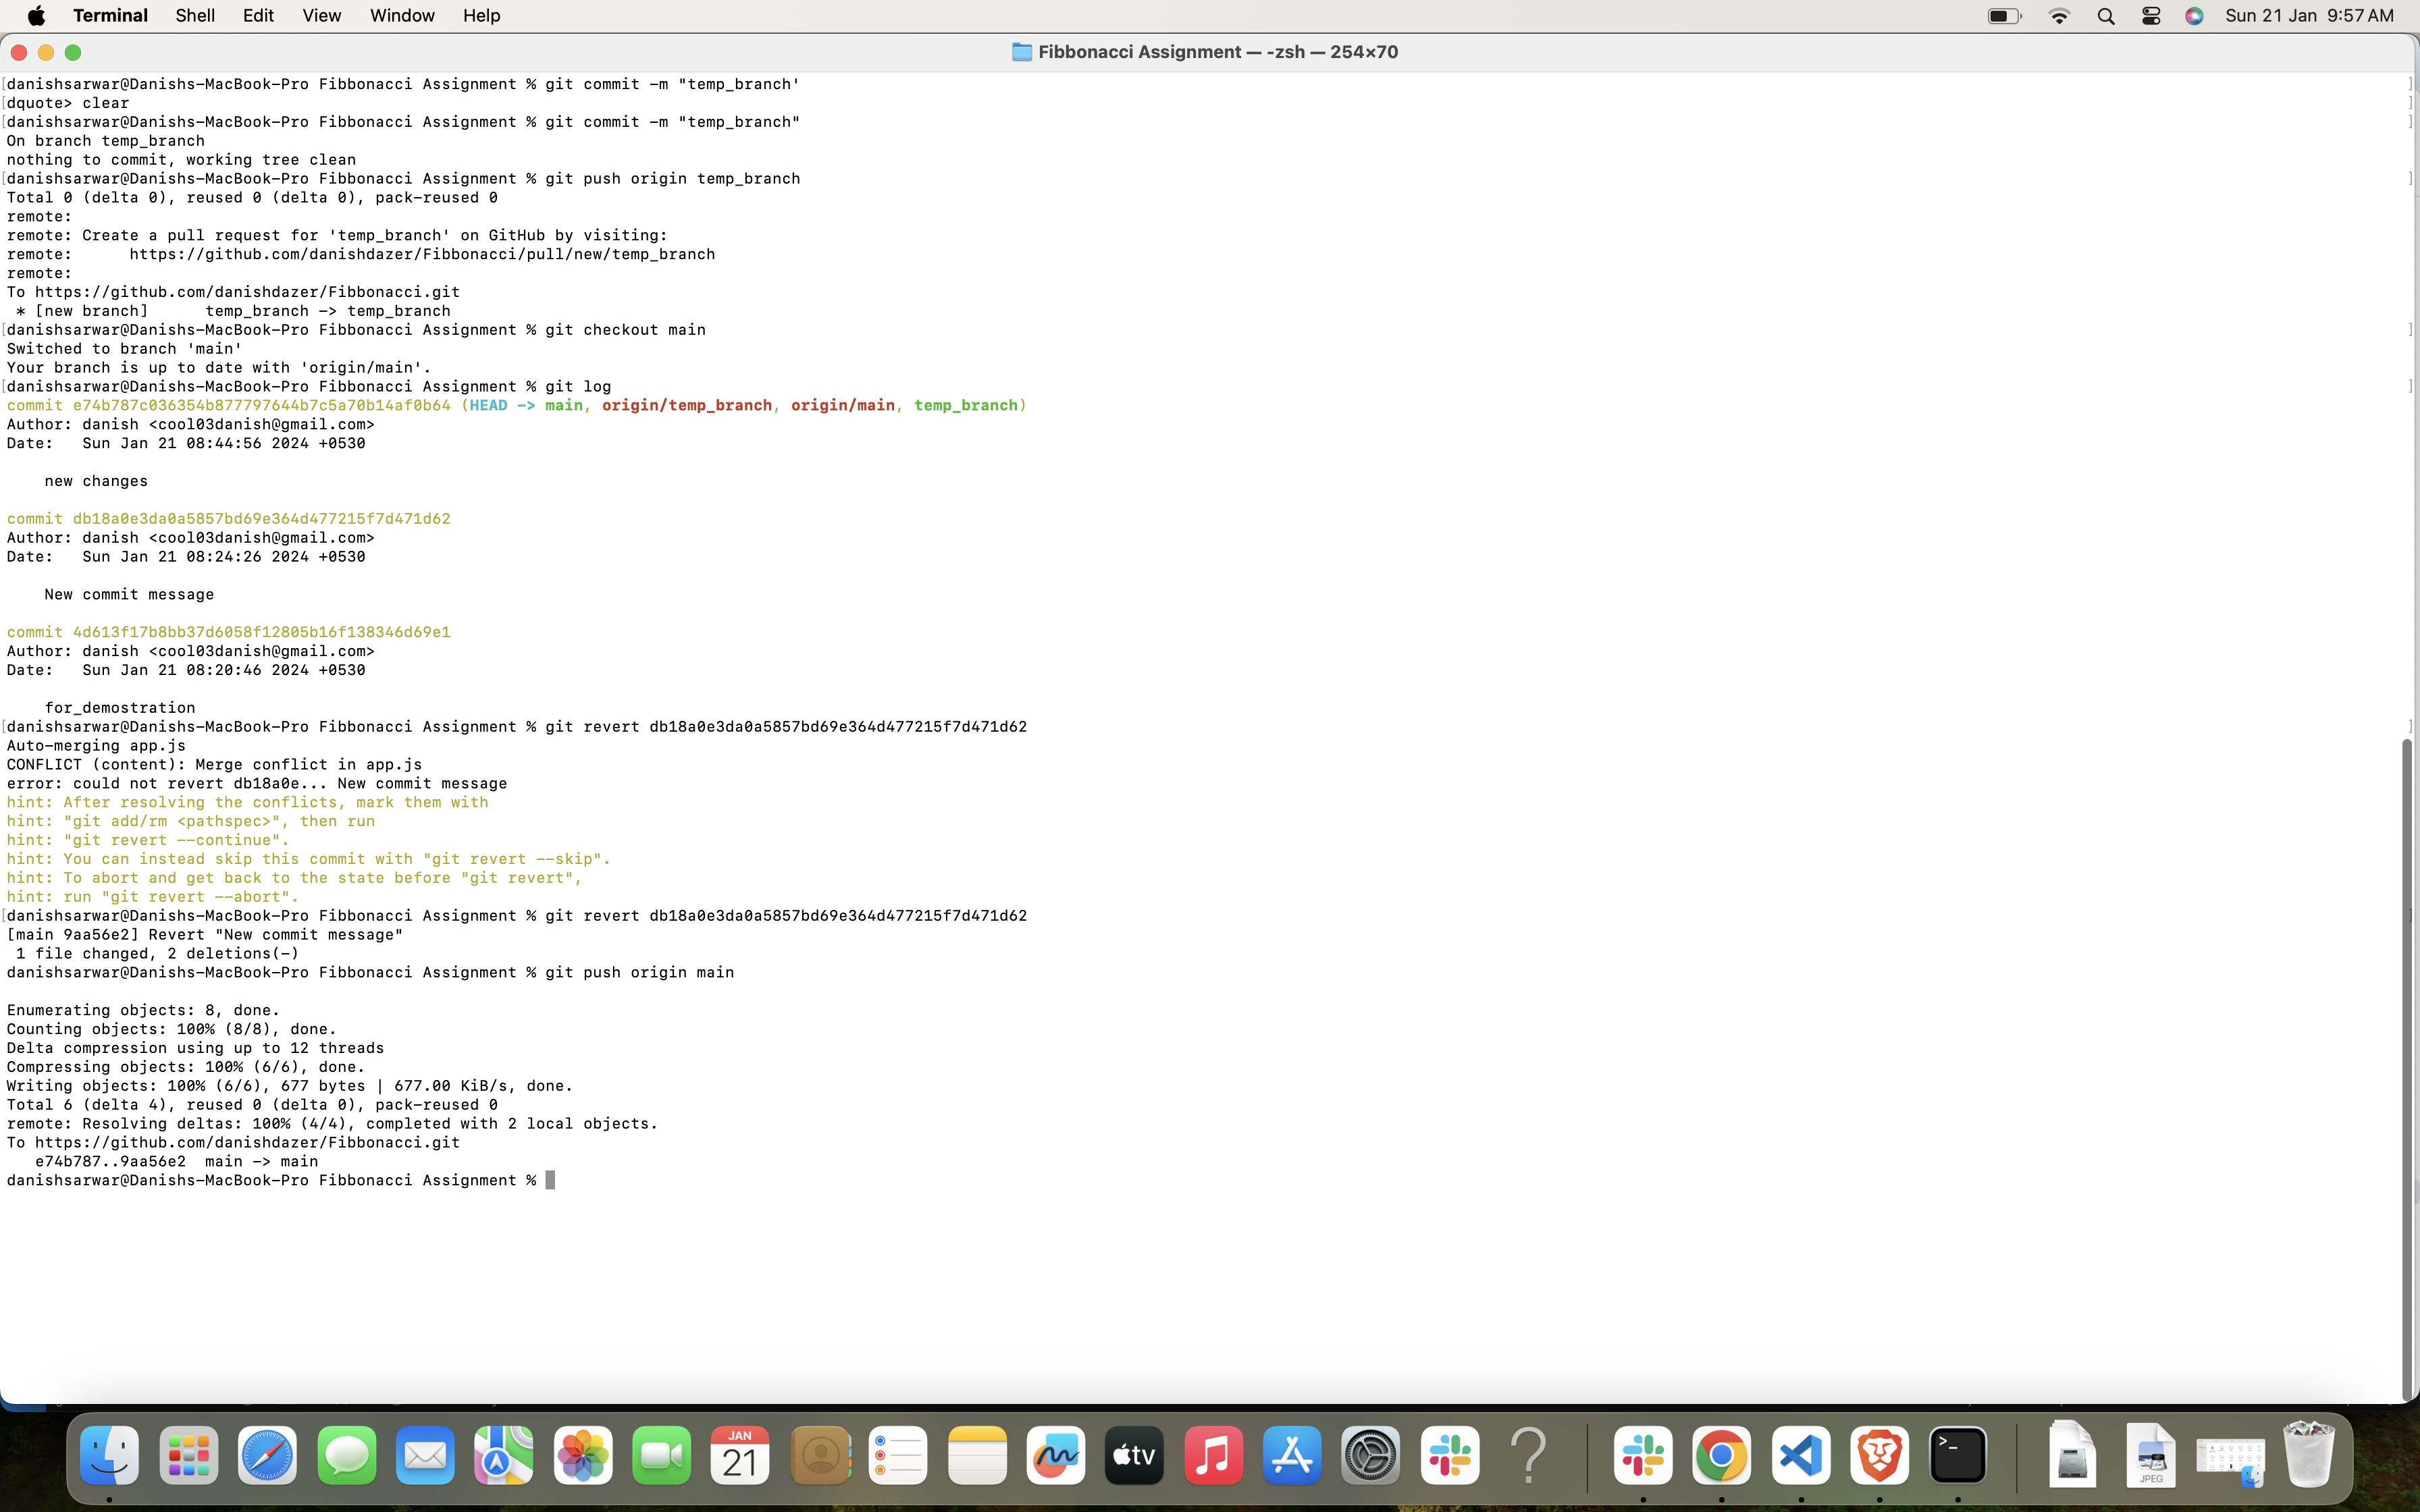 Terminal Shell Edit View Window Help Sun 21 Jan 9:57 AM
Fibbonacci Assignment — -zsh — 254×70
[danishsarwar@Danishs-MacBook-Pro Fibbonacci Assignment % git commit -m "temp_branch' ]
[dquote> clear ]
[danishsarwar@Danishs-MacBook-Pro Fibbonacci Assignment % git commit -m "temp_branch" ]
On branch temp_branch
nothing to commit, working tree clean
[danishsarwar@Danishs-MacBook-Pro Fibbonacci Assignment % git push origin temp_branch ]
Total 0 (delta 0), reused 0 (delta 0), pack-reused 0
remote:
remote: Create a pull request for 'temp_branch' on GitHub by visiting:
remote:      https://github.com/danishdazer/Fibbonacci/pull/new/temp_branch
remote:
To https://github.com/danishdazer/Fibbonacci.git
 * [new branch]      temp_branch -> temp_branch
[danishsarwar@Danishs-MacBook-Pro Fibbonacci Assignment % git checkout main ]
Switched to branch 'main'
Your branch is up to date with 'origin/main'.
[danishsarwar@Danishs-MacBook-Pro Fibbonacci Assignment % git log ]
commit e74b787c036354b877797644b7c5a70b14af0b64 (HEAD -> main, origin/temp_branch, origin/main, temp_branch)
Author: danish <cool03danish@gmail.com>
Date:   Sun Jan 21 08:44:56 2024 +0530
    new changes
commit db18a0e3da0a5857bd69e364d477215f7d471d62
Author: danish <cool03danish@gmail.com>
Date:   Sun Jan 21 08:24:26 2024 +0530
    New commit message
commit 4d613f17b8bb37d6058f12805b16f138346d69e1
Author: danish <cool03danish@gmail.com>
Date:   Sun Jan 21 08:20:46 2024 +0530
    for_demostration
[danishsarwar@Danishs-MacBook-Pro Fibbonacci Assignment % git revert db18a0e3da0a5857bd69e364d477215f7d471d62 ]
Auto-merging app.js
CONFLICT (content): Merge conflict in app.js
error: could not revert db18a0e... New commit message
hint: After resolving the conflicts, mark them with
hint: "git add/rm <pathspec>", then run
hint: "git revert --continue".
hint: You can instead skip this commit with "git revert --skip".
hint: To abort and get back to the state before "git revert",
hint: run "git revert --abort".
[danishsarwar@Danishs-MacBook-Pro Fibbonacci Assignment % git revert db18a0e3da0a5857bd69e364d477215f7d471d62 ]
[main 9aa56e2] Revert "New commit message"
 1 file changed, 2 deletions(-)
danishsarwar@Danishs-MacBook-Pro Fibbonacci Assignment % git push origin main
Enumerating objects: 8, done.
Counting objects: 100% (8/8), done.
Delta compression using up to 12 threads
Compressing objects: 100% (6/6), done.
Writing objects: 100% (6/6), 677 bytes | 677.00 KiB/s, done.
Total 6 (delta 4), reused 0 (delta 0), pack-reused 0
remote: Resolving deltas: 100% (4/4), completed with 2 local objects.
To https://github.com/danishdazer/Fibbonacci.git
   e74b787..9aa56e2  main -> main
danishsarwar@Danishs-MacBook-Pro Fibbonacci Assignment %
JAN
21
tv
>_
JPEG